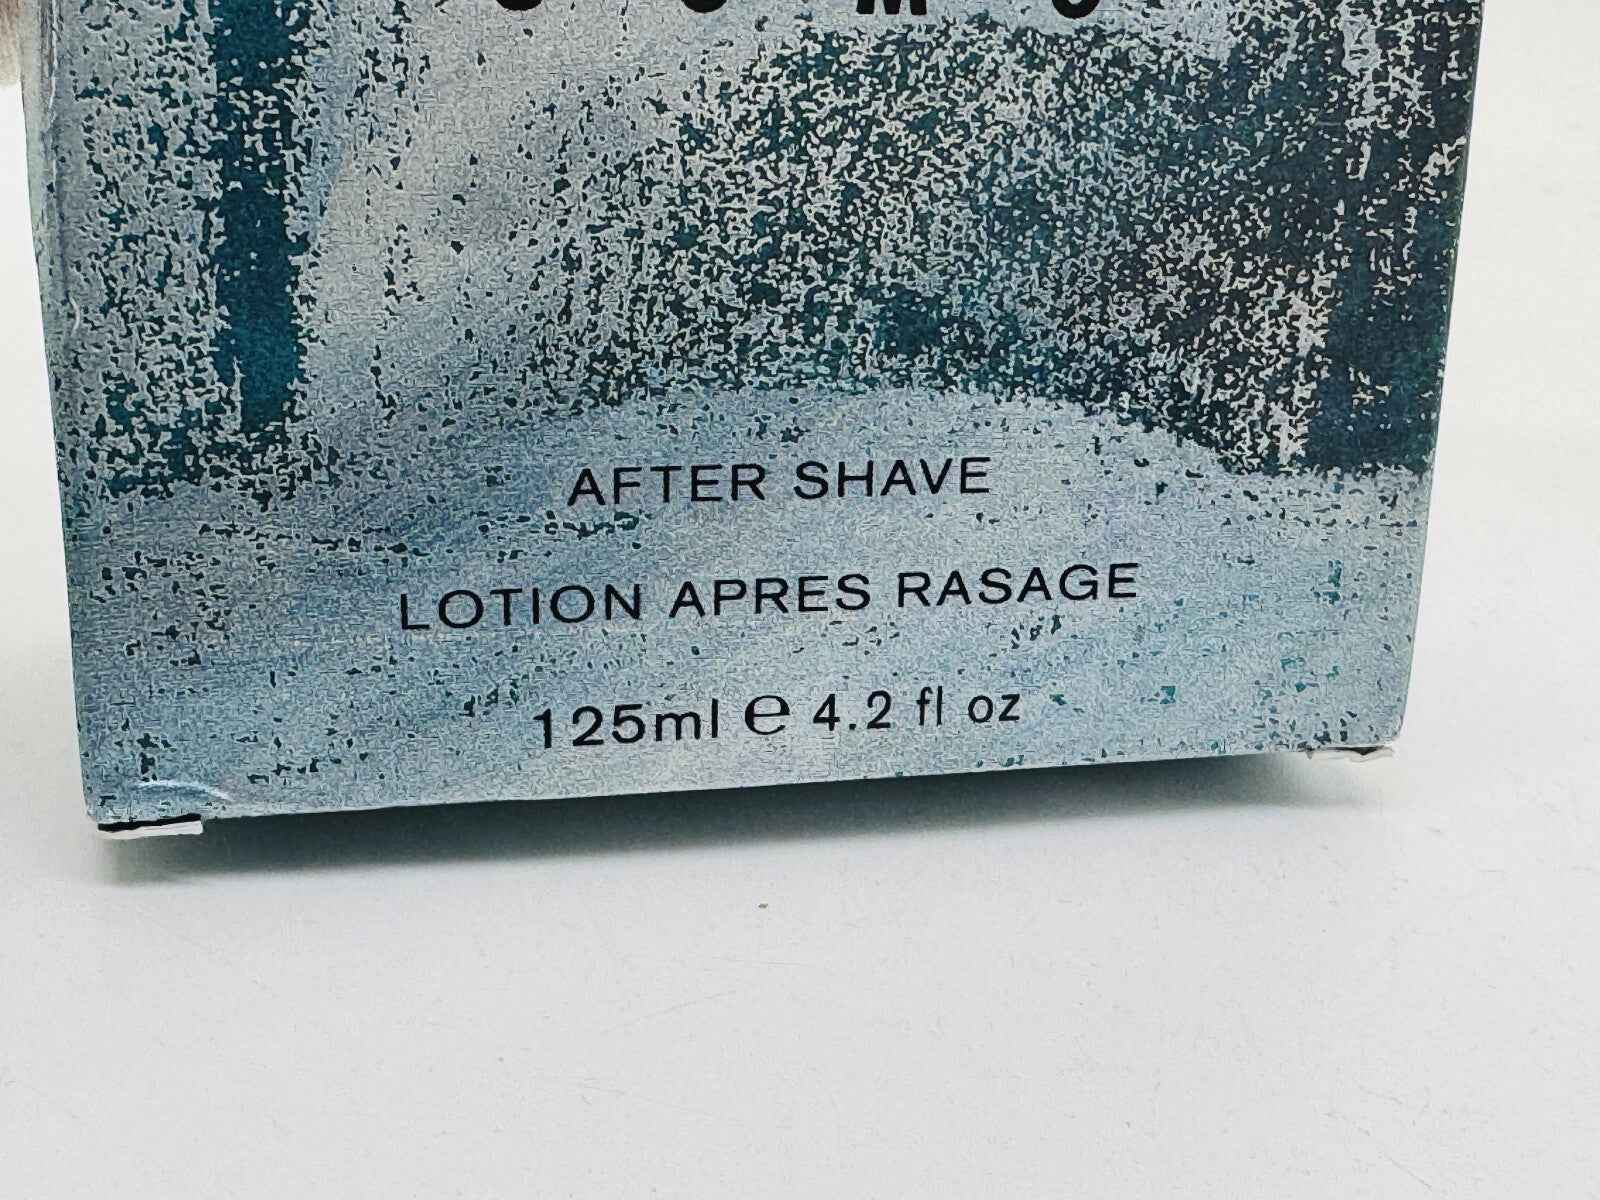 AFTER SHAVE
LOTION APRES RASAGE
125ml ℮ 4.2 fl oz